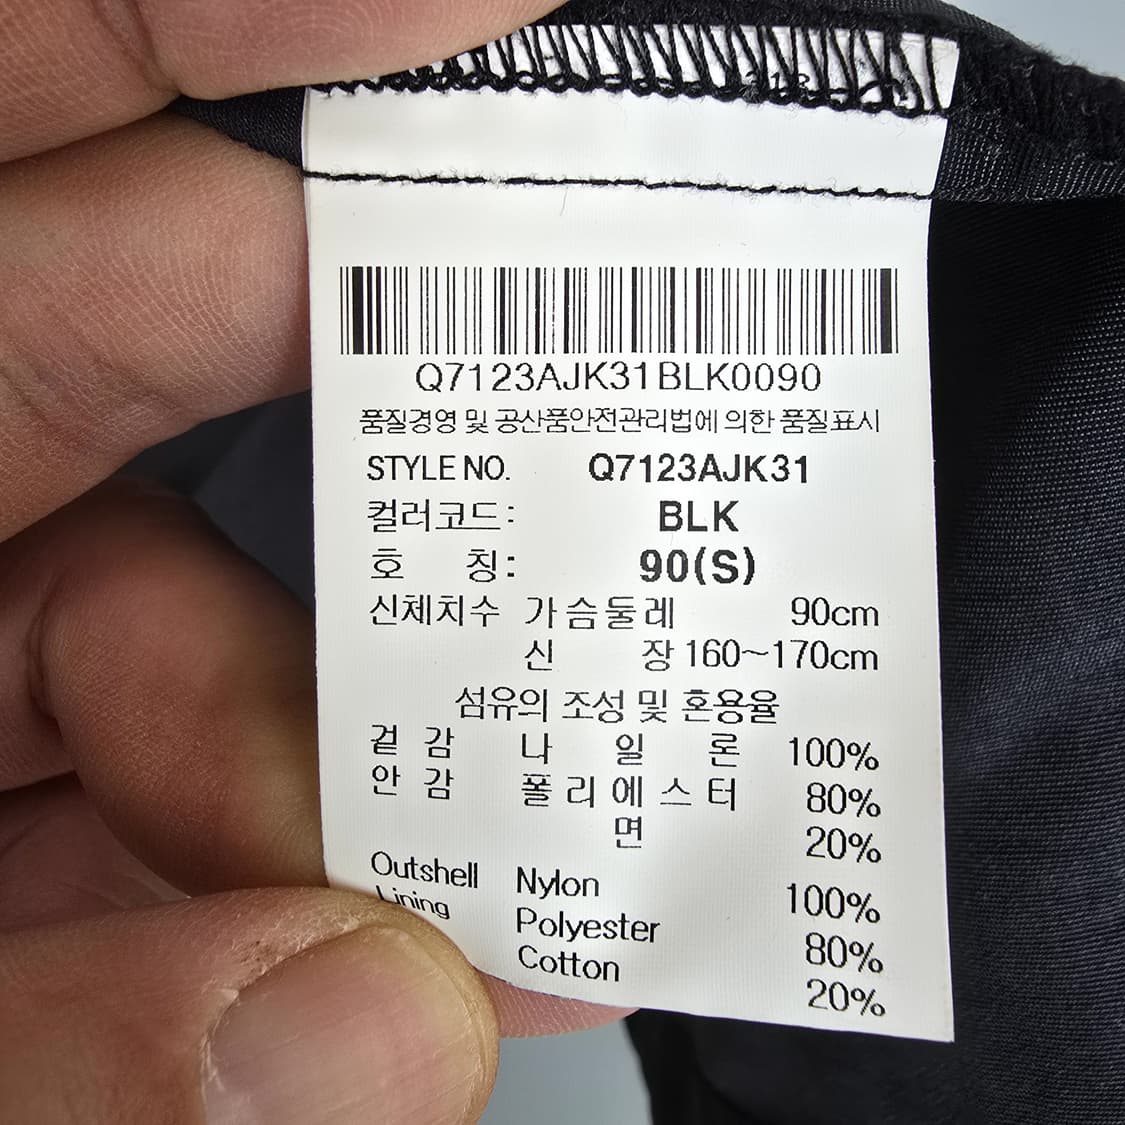 Q7123AJK31BLK0090
품질경영 및 공산품안전관리법에 의한 품질표시
STYLE NO. Q7123AJK31
컬러코드: BLK
호 칭: 90(S)
신체치수 가슴둘레 90cm
신 장 160~170cm
섬유의 조성 및 혼용율
겉감 나일론 100%
안감 폴리에스터 80%
면 20%
Outshell Nylon 100%
Lining Polyester 80%
Cotton 20%